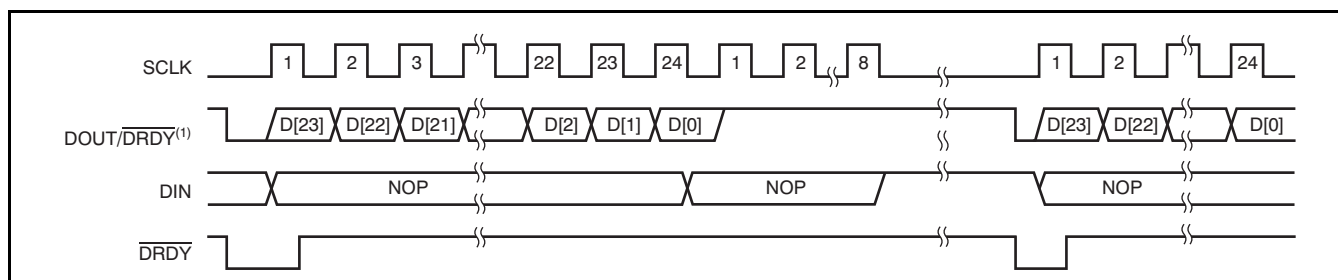 SCLK 1 2 3 22 23 24 1 2 8 1 2 24
DOUT/DRDY(1) D[23] D[22] D[21] D[2] D[1] D[0] D[23] D[22] D[0]
DIN NOP NOP NOP
DRDY